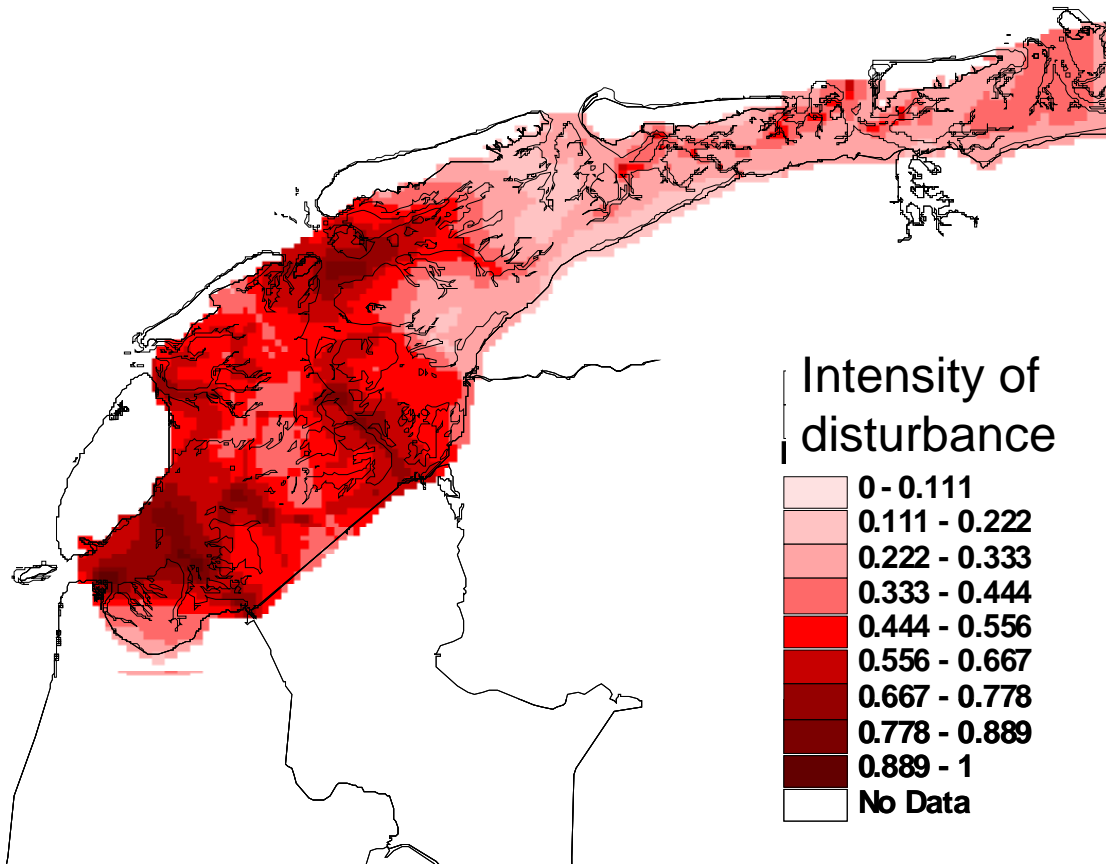 Intensity of
disturbance
0 - 0.111
0.111 - 0.222
0.222 - 0.333
0.333 - 0.444
0.444 - 0.556
0.556 - 0.667
0.667 - 0.778
0.778 - 0.889
0.889 - 1
No Data